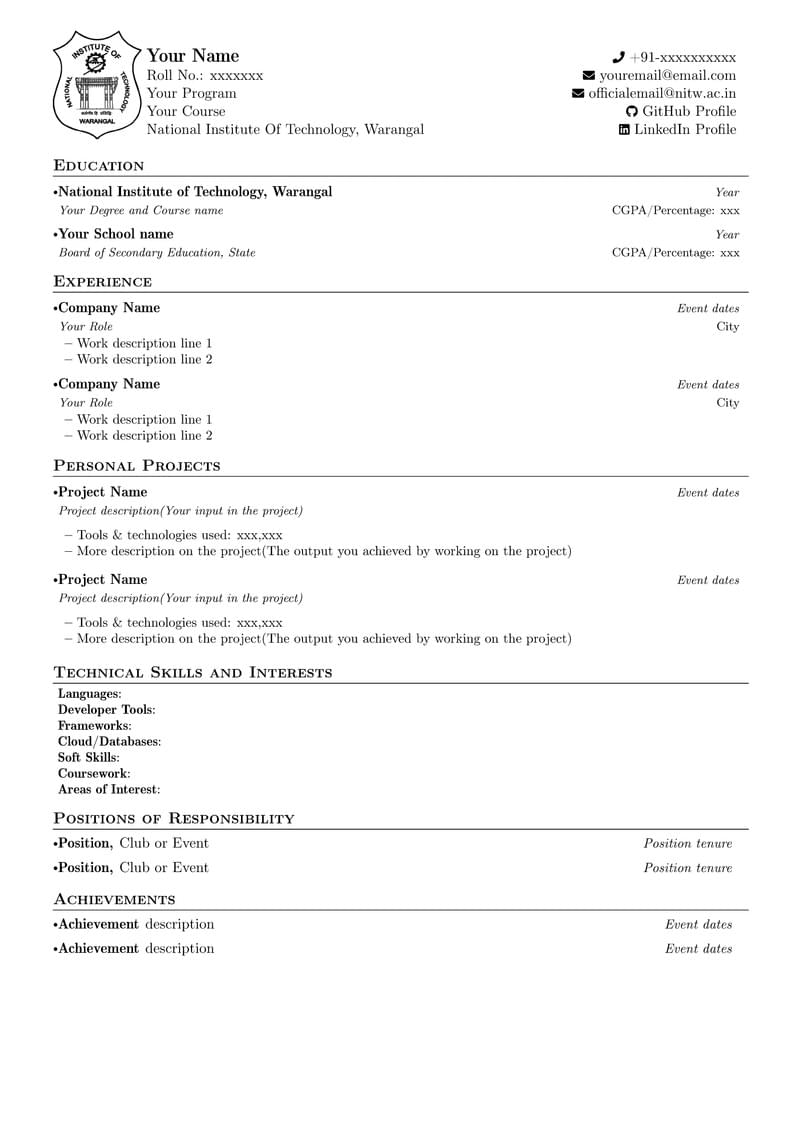 INSTITUTE OF
NATIONAL
TECHNOLOGY
WARANGAL
Your Name
+91-xxxxxxxxxx
Roll No.: xxxxxxx
youremail@email.com
Your Program
officialemail@nitw.ac.in
Your Course
GitHub Profile
National Institute Of Technology, Warangal
LinkedIn Profile
Education
•National Institute of Technology, Warangal Year
Your Degree and Course name CGPA/Percentage: xxx
•Your School name Year
Board of Secondary Education, State CGPA/Percentage: xxx
Experience
•Company Name Event dates
Your Role City
– Work description line 1
– Work description line 2
•Company Name Event dates
Your Role City
– Work description line 1
– Work description line 2
Personal Projects
•Project Name Event dates
Project description(Your input in the project)
– Tools & technologies used: xxx,xxx
– More description on the project(The output you achieved by working on the project)
•Project Name Event dates
Project description(Your input in the project)
– Tools & technologies used: xxx,xxx
– More description on the project(The output you achieved by working on the project)
Technical Skills and Interests
Languages:
Developer Tools:
Frameworks:
Cloud/Databases:
Soft Skills:
Coursework:
Areas of Interest:
Positions of Responsibility
•Position, Club or Event Position tenure
•Position, Club or Event Position tenure
Achievements
•Achievement description Event dates
•Achievement description Event dates